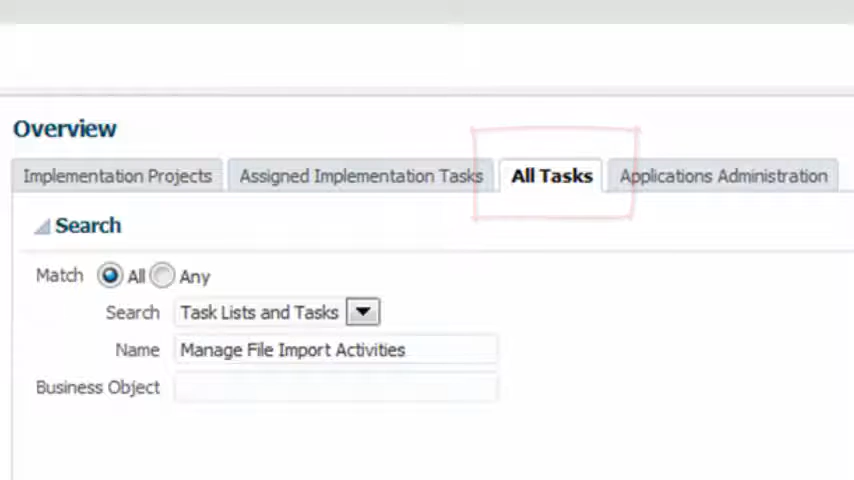 Overview
Implementation Projects Assigned Implementation Tasks All Tasks Applications Administration
Search
Match All Any
Search Task Lists and Tasks
Name Manage File Import Activities
Business Object